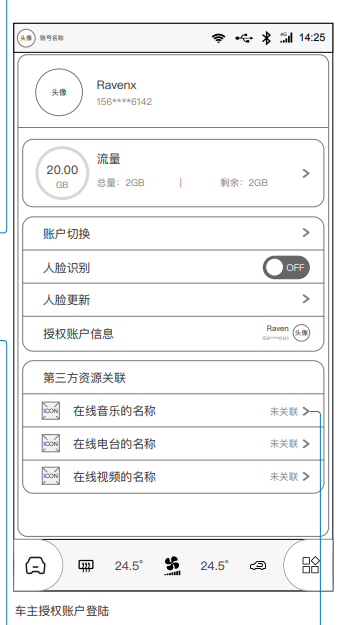 头像 账号名称 4G 14:25
头像
Ravenx
156****6142
20.00
GB
流量
总量：2GB | 剩余：2GB
账户切换
人脸识别 OFF
人脸更新
授权账户信息 Raven 头像
156****6141
第三方资源关联
ICON 在线音乐的名称 未关联
ICON 在线电台的名称 未关联
ICON 在线视频的名称 未关联
24.5° 24.5°
车主授权账户登陆